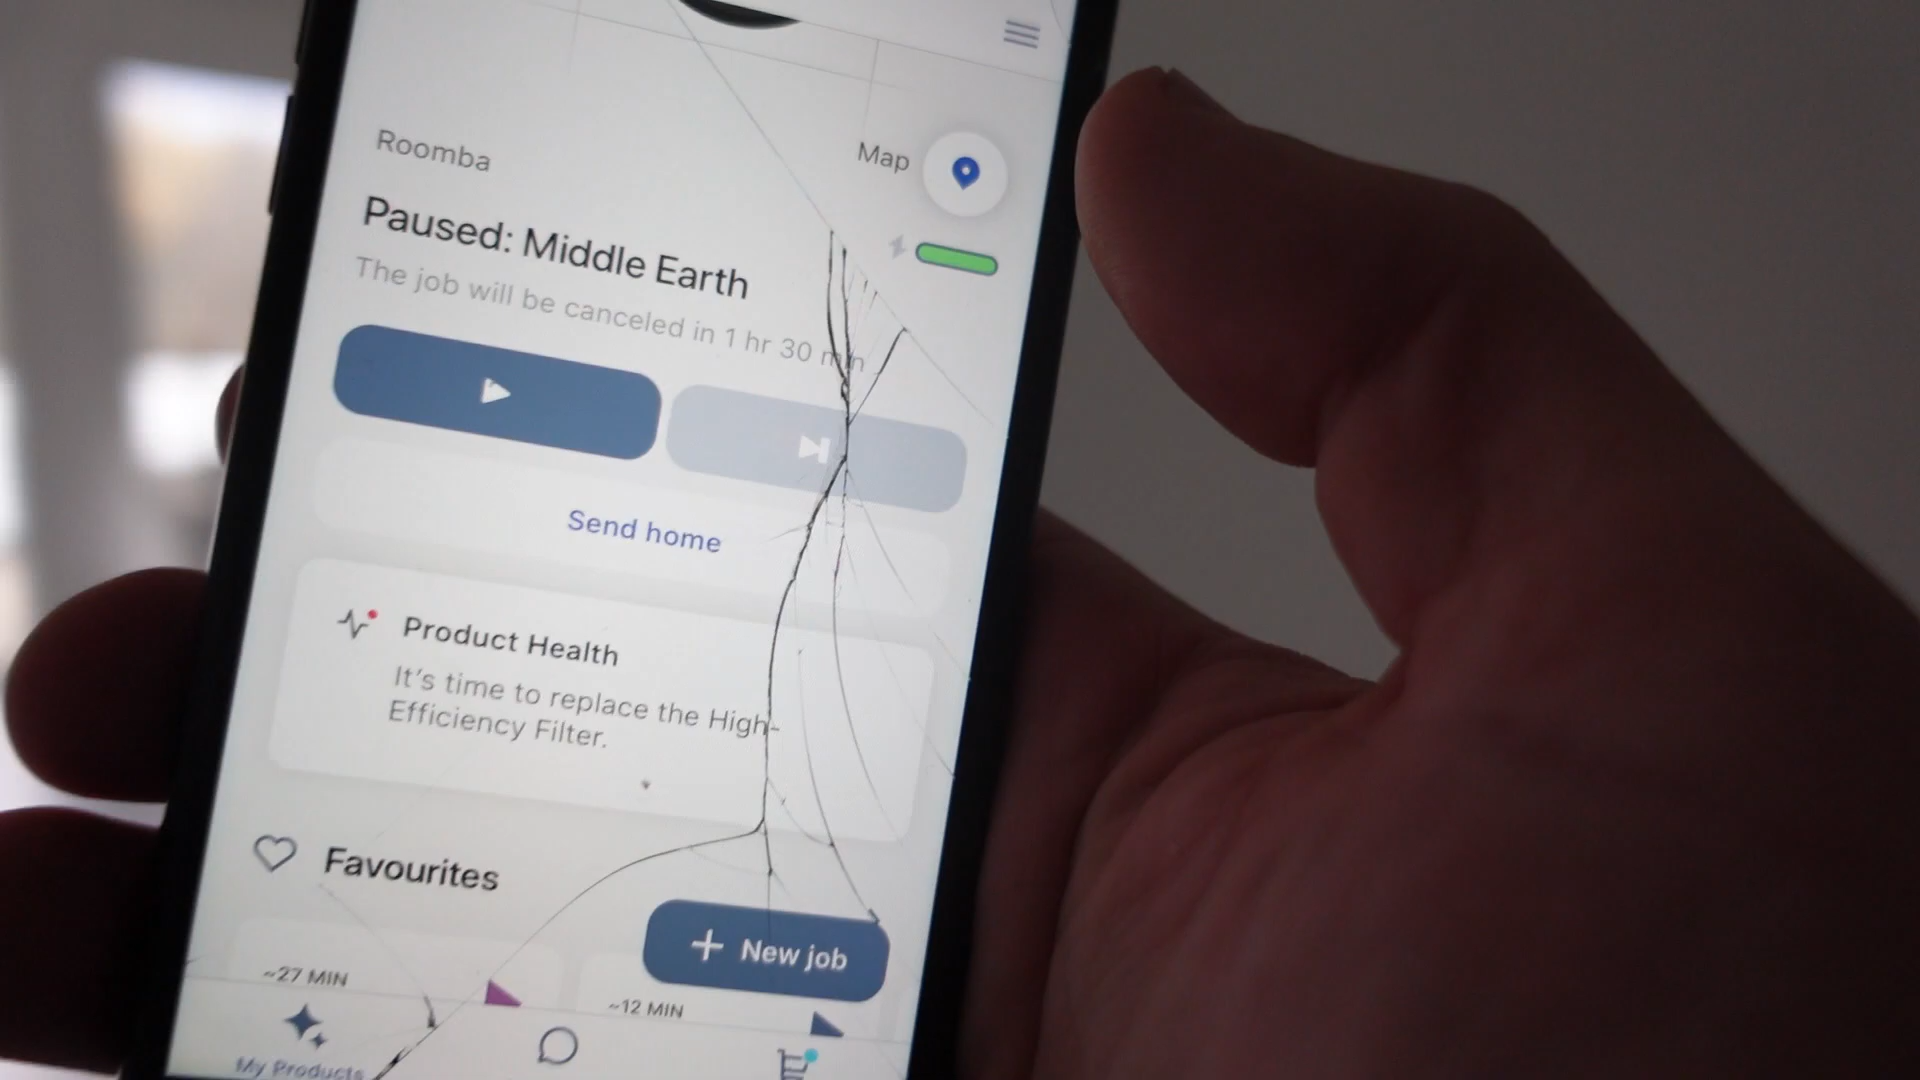 Roomba
Map
Paused: Middle Earth
The job will be canceled in 1 hr 30 min
Send home
Product Health
It's time to replace the High-
Efficiency Filter.
Favourites
New job
~27 MIN
~12 MIN
My Products